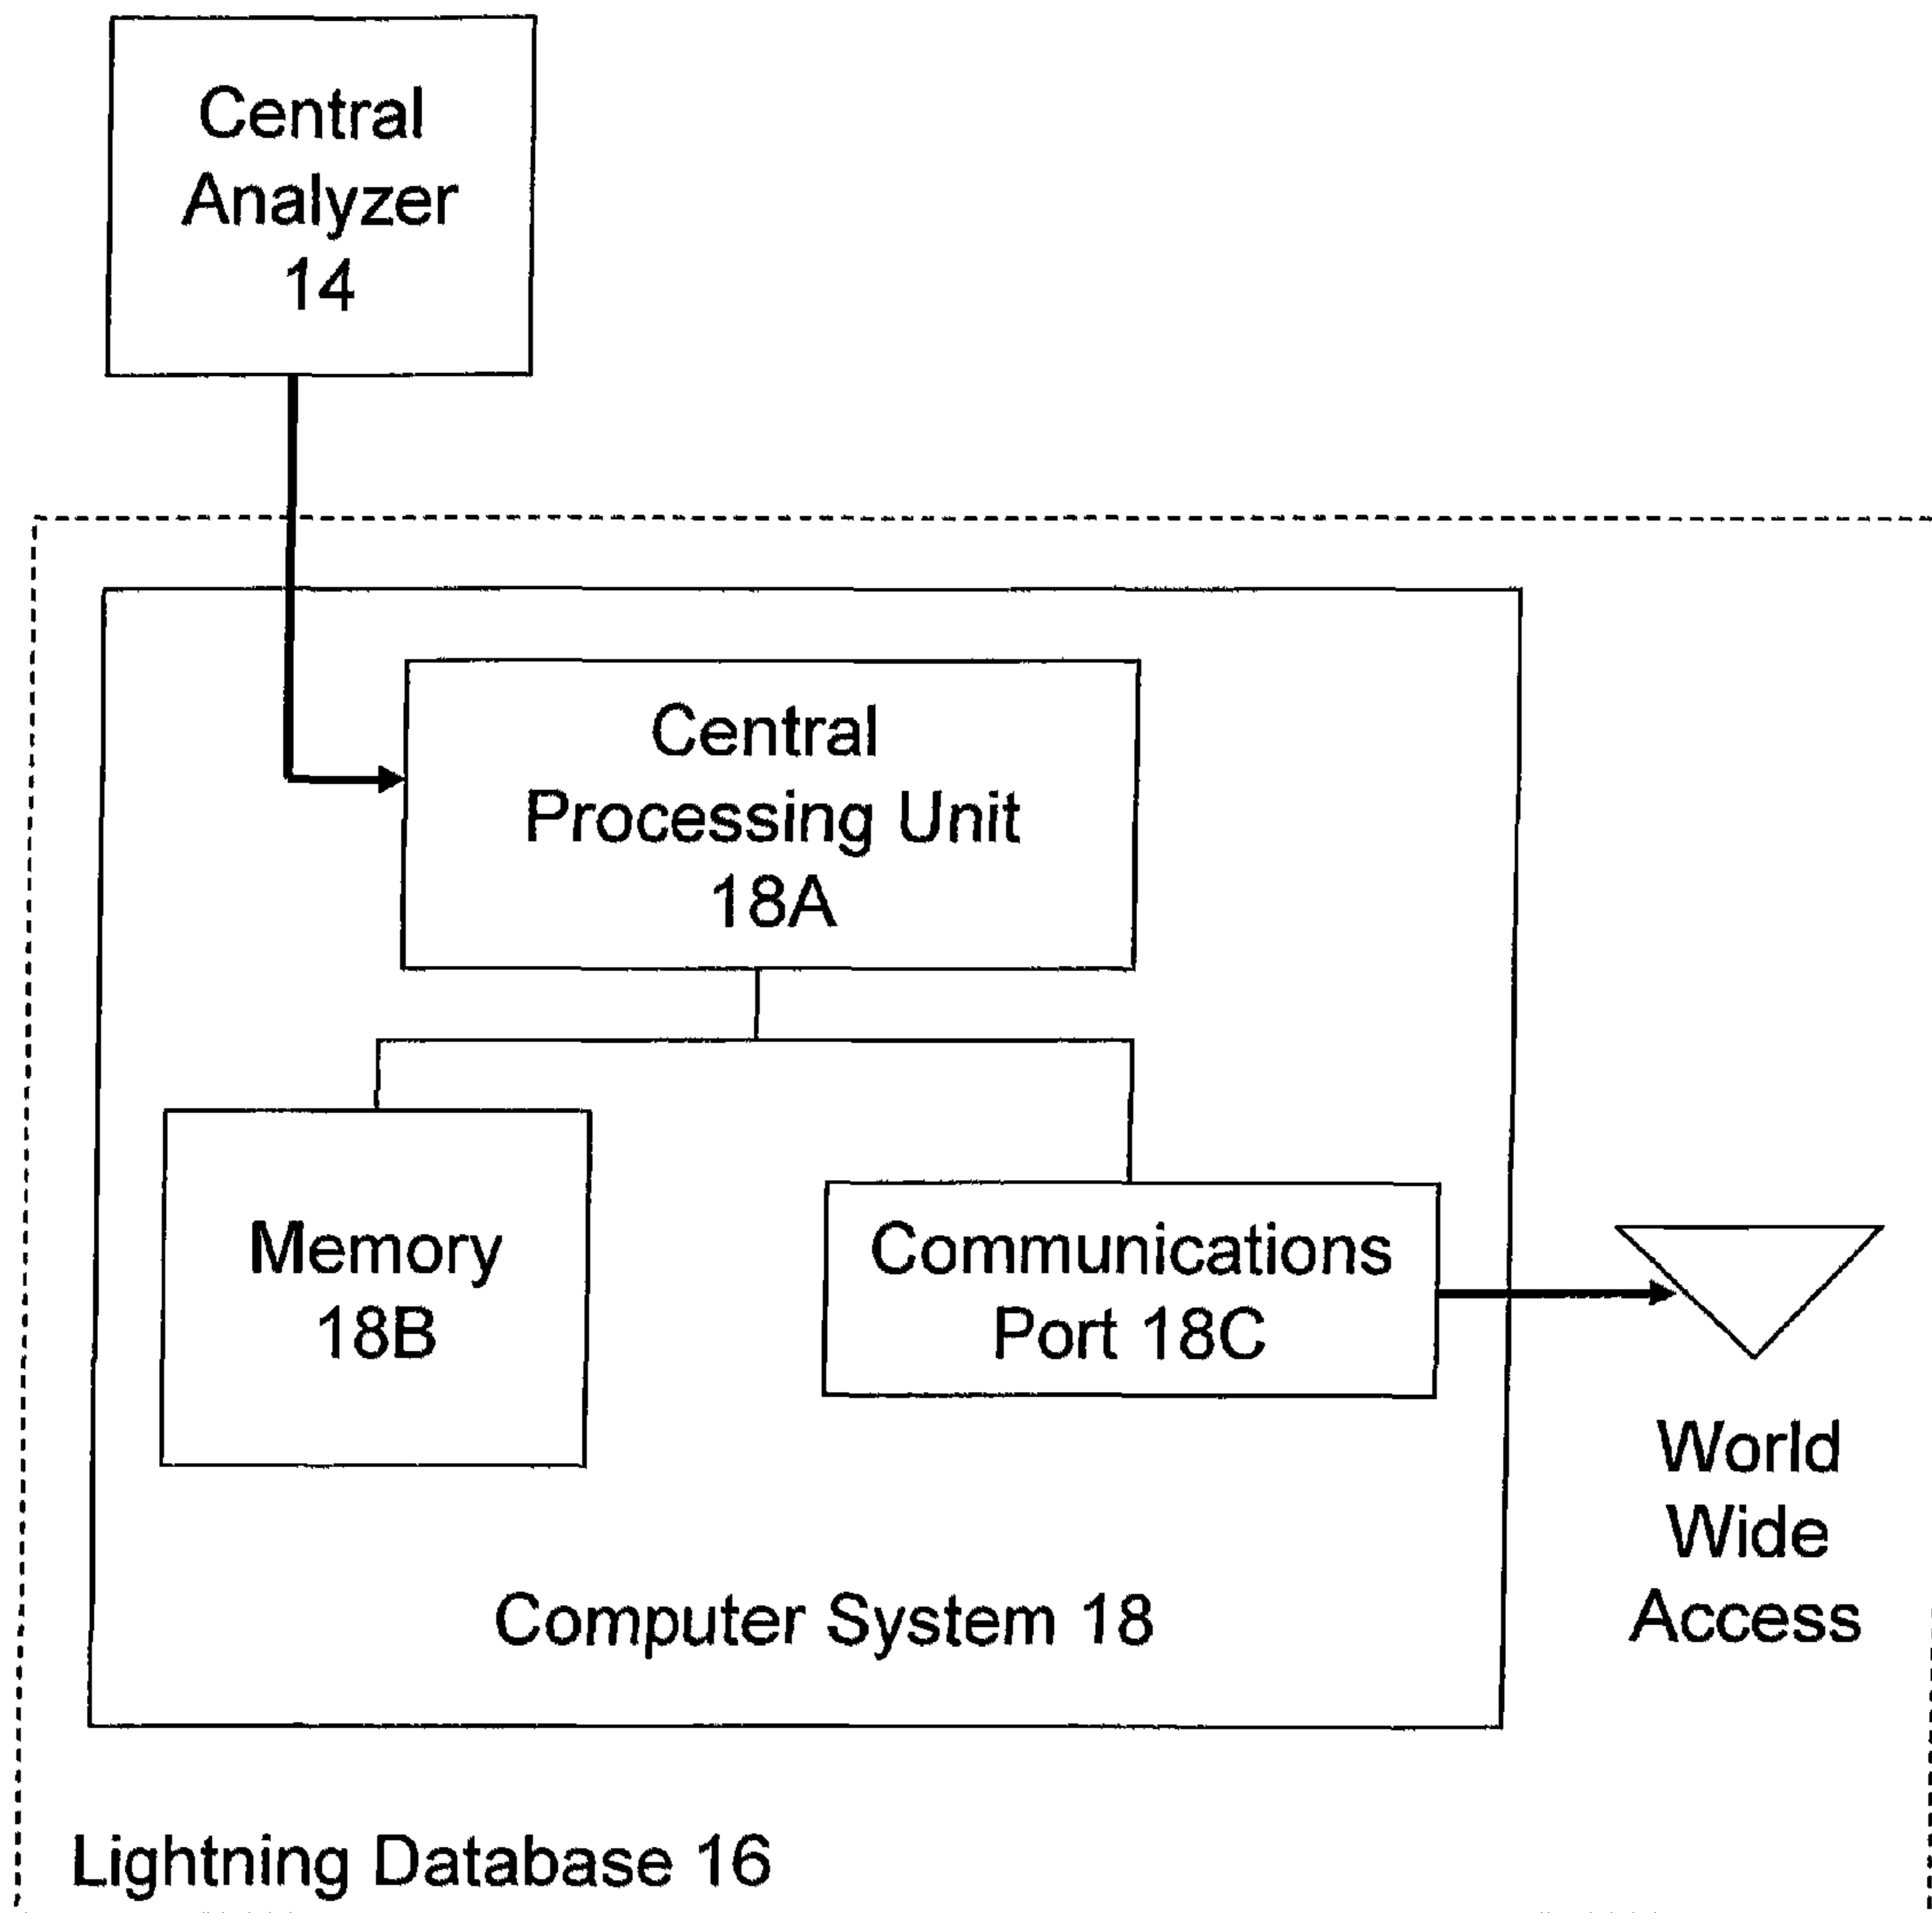 Central
Analyzer
14
Central
Processing Unit
18A
Memory
18B
Communications
Port 18C
World
Wide
Access
Computer System 18
Lightning Database 16